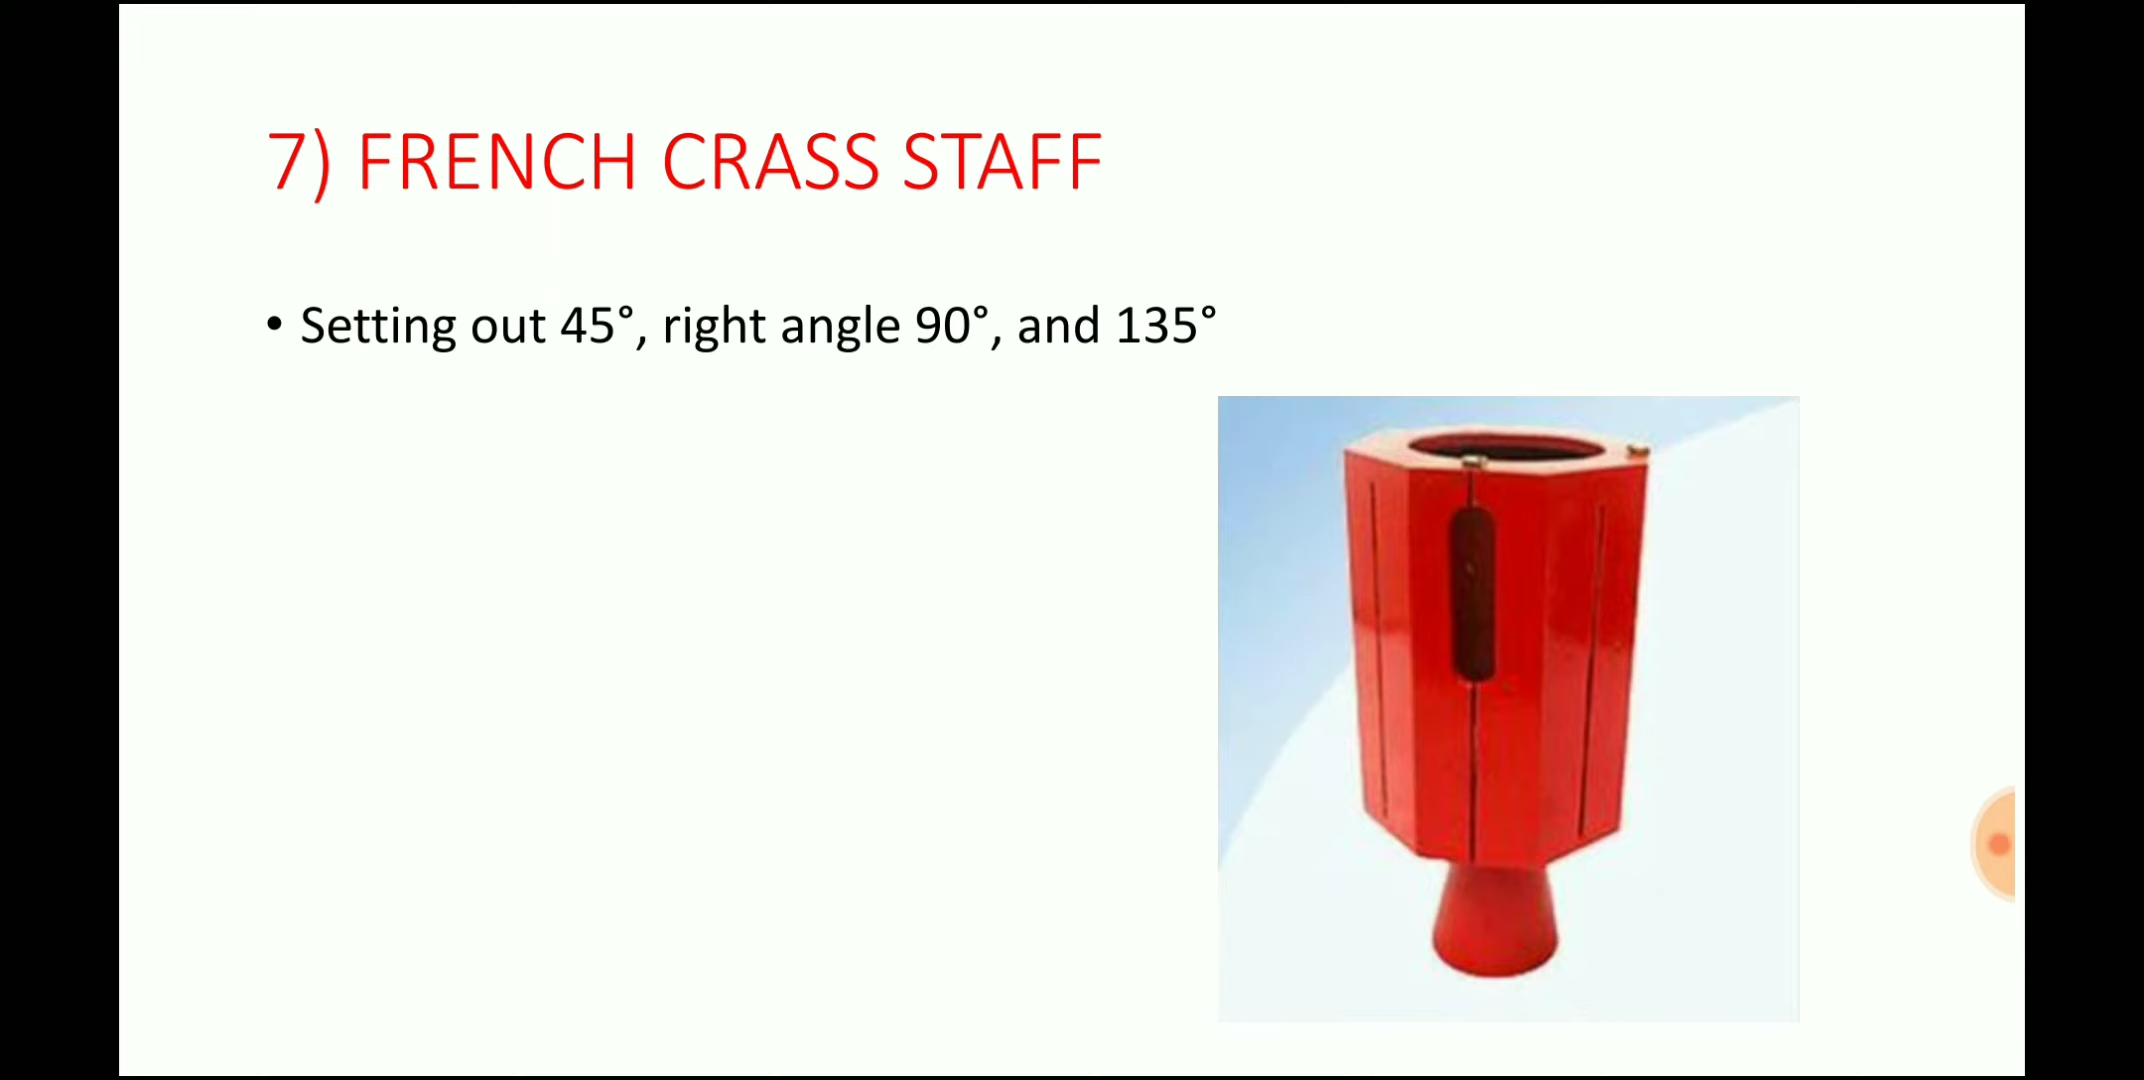 7) FRENCH CRASS STAFF
• Setting out 45°, right angle 90°, and 135°